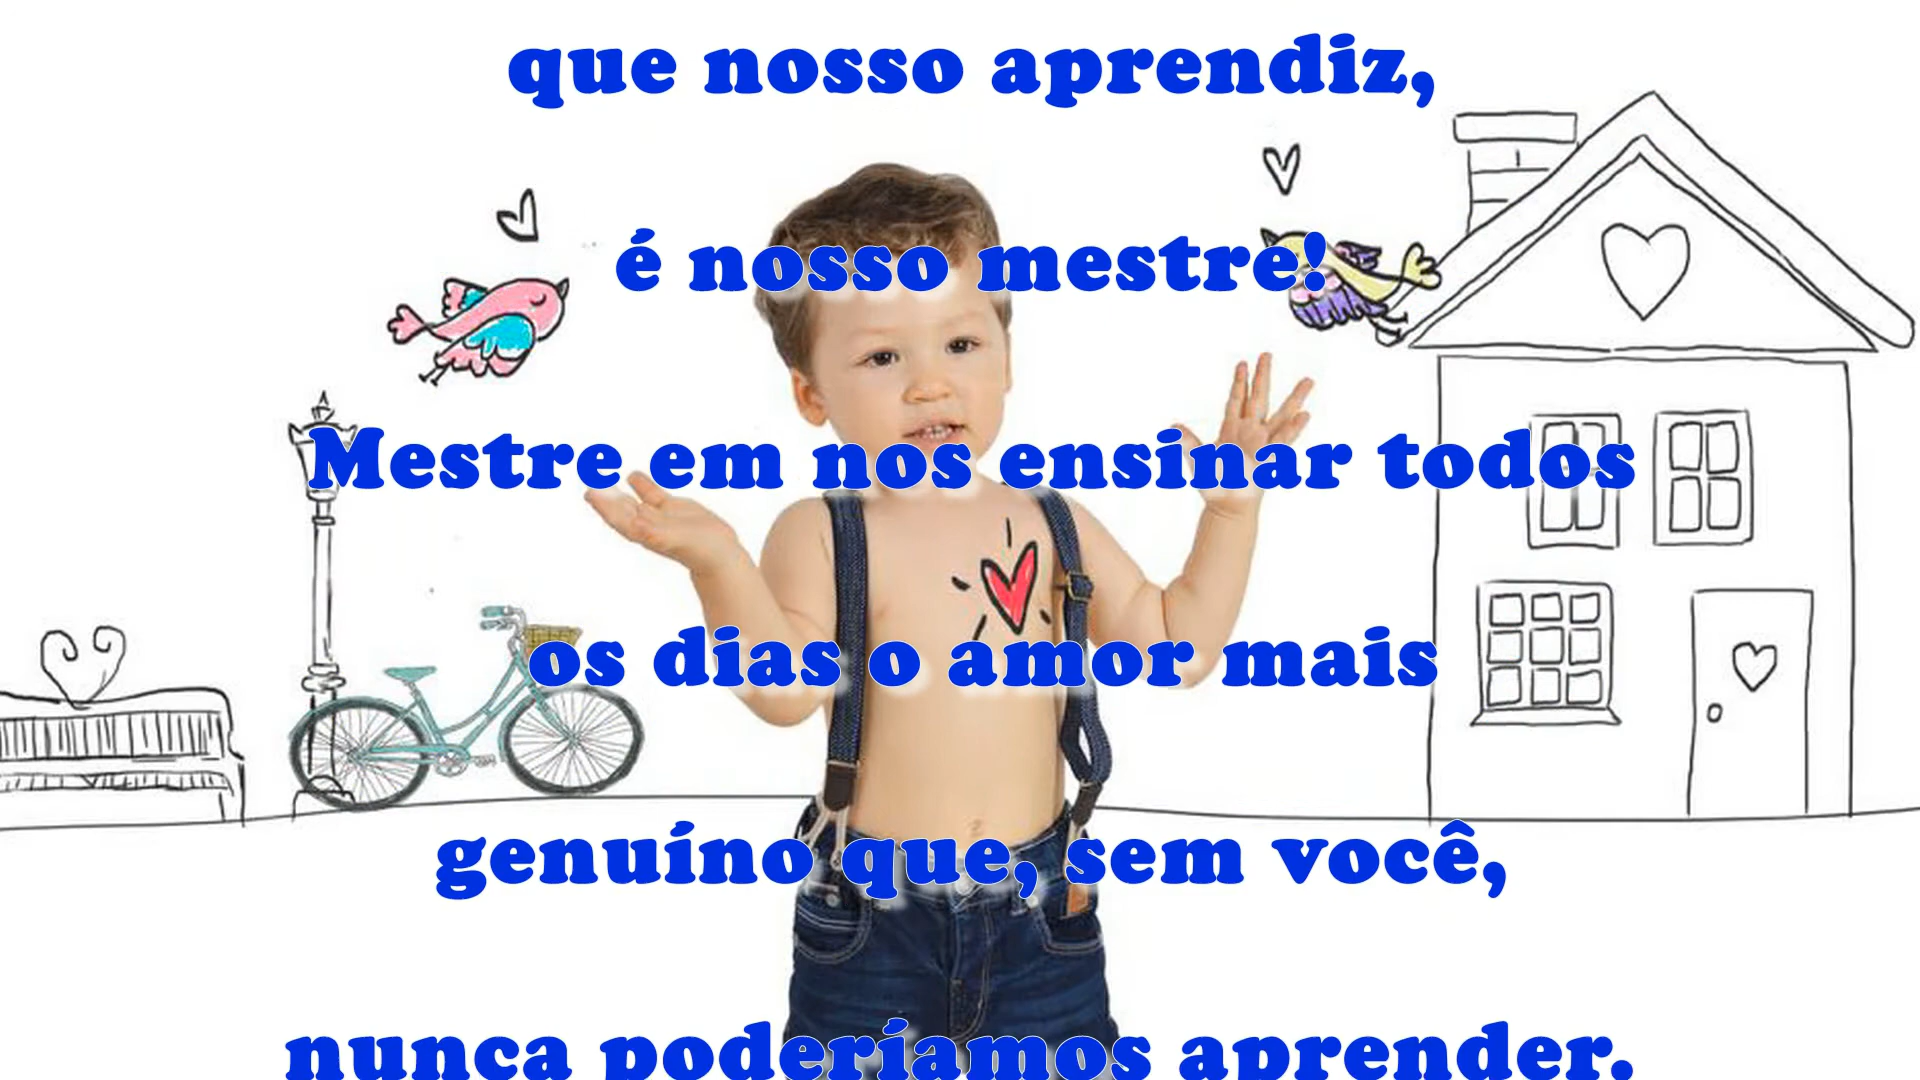 que nosso aprendiz,
é nosso mestre!
Mestre em nos ensinar todos
os dias o amor mais
genuíno que, sem você,
nunca poderíamos aprender.